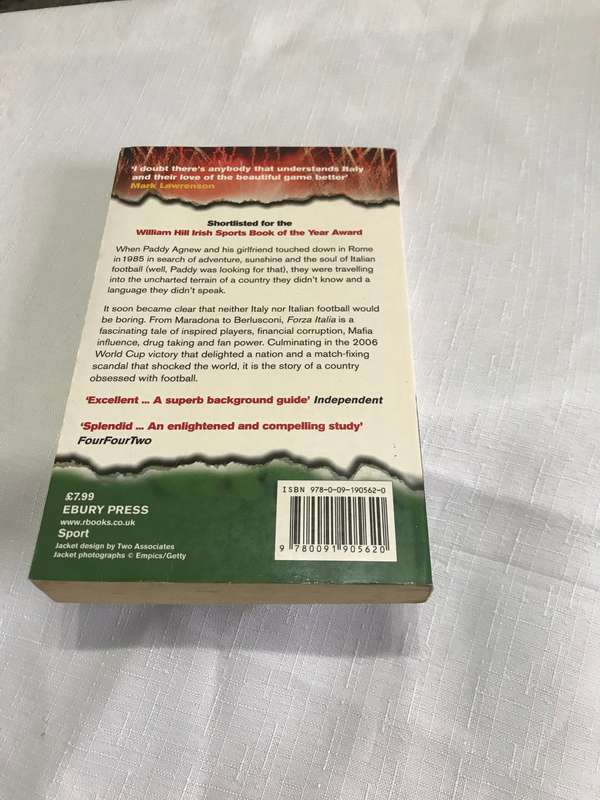 'I doubt there's anybody that understands Italy
and their love of the beautiful game better'
Mark Lawrenson
Shortlisted for the
William Hill Irish Sports Book of the Year Award
When Paddy Agnew and his girlfriend touched down in Rome
in 1985 in search of adventure, sunshine and the soul of Italian
football (well, Paddy was looking for that), they were travelling
into the uncharted terrain of a country they didn't know and a
language they didn't speak.
It soon became clear that neither Italy nor Italian football would
be boring. From Maradona to Berlusconi, Forza Italia is a
fascinating tale of inspired players, financial corruption, Mafia
influence, drug taking and fan power. Culminating in the 2006
World Cup victory that delighted a nation and a match-fixing
scandal that shocked the world, it is the story of a country
obsessed with football.
'Excellent ... A superb background guide' Independent
'Splendid ... An enlightened and compelling study'
FourFourTwo
£7.99
EBURY PRESS
www.rbooks.co.uk
Sport
Jacket design by Two Associates
Jacket photographs © Empics/Getty
ISBN 978-0-09-190562-0
9 780091 905620